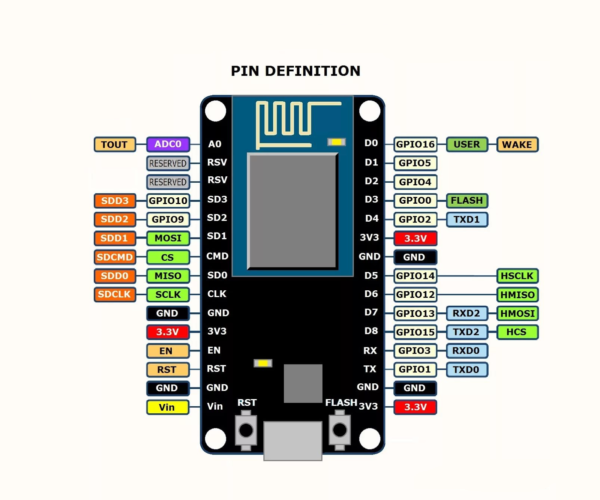 PIN DEFINITION
TOUT ADC0 A0 D0 GPIO16 USER WAKE
RESERVED RSV D1 GPIO5
RESERVED RSV D2 GPIO4
SDD3 GPIO10 SD3 D3 GPIO0 FLASH
SDD2 GPIO9 SD2 D4 GPIO2 TXD1
SDD1 MOSI SD1 3V3 3.3V
SDCMD CS CMD GND GND
SDD0 MISO SD0 D5 GPIO14 HSCLK
SDCLK SCLK CLK D6 GPIO12 HMISO
GND GND D7 GPIO13 RXD2 HMOSI
3.3V 3V3 D8 GPIO15 TXD2 HCS
EN EN RX GPIO3 RXD0
RST RST TX GPIO1 TXD0
GND GND GND GND
Vin Vin RST FLASH 3V3 3.3V